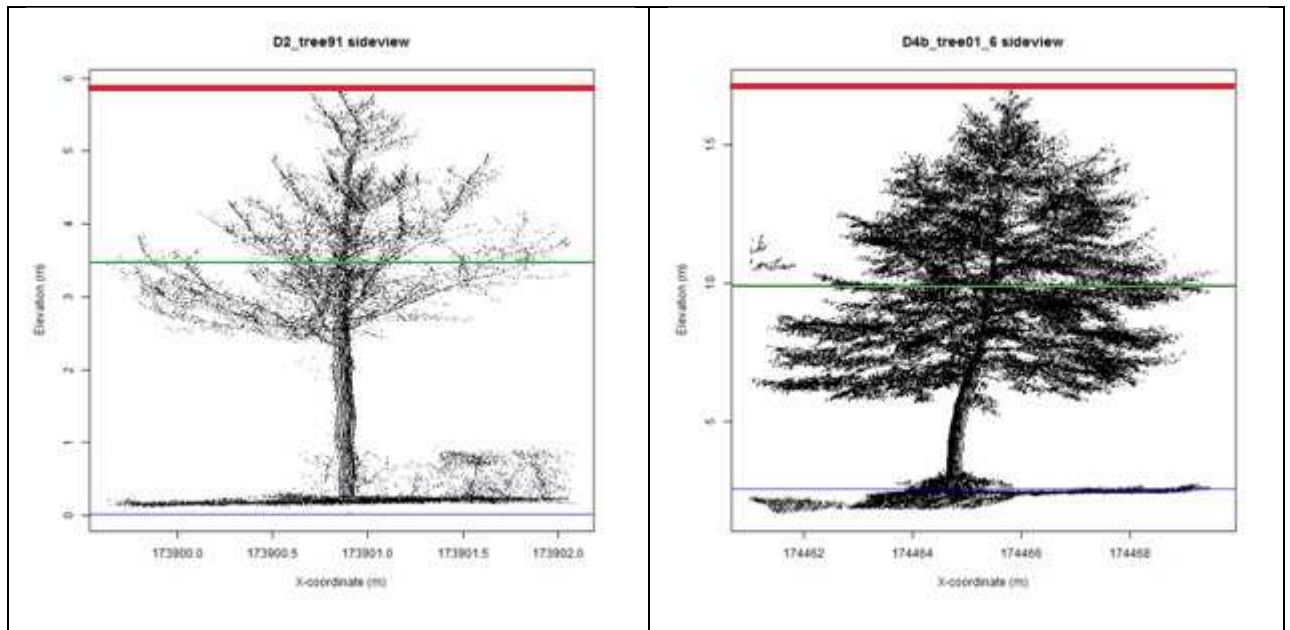 D2_tree91 sideview
6
5
4
3
2
1
0
Elevation (m)
173900.0 173900.5 173901.0 173901.5 173902.0
X-coordinate (m)
D4b_tree01_6 sideview
15
10
5
Elevation (m)
174462 174464 174466 174468
X-coordinate (m)